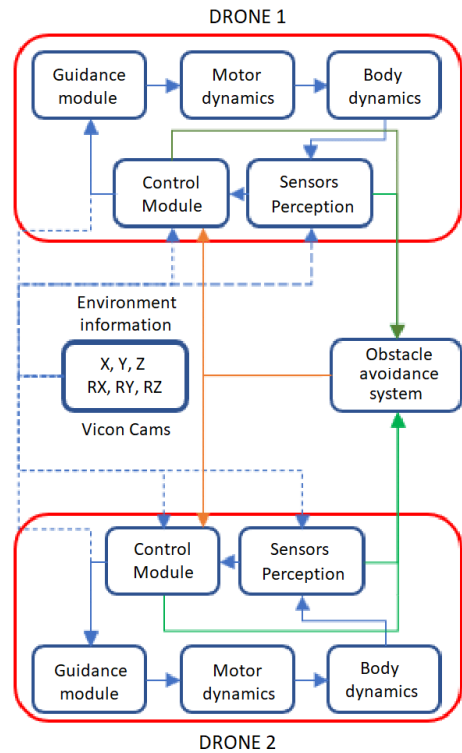 DRONE 1
Guidance
module
Motor
dynamics
Body
dynamics
Control
Module
Sensors
Perception
Environment
information
X, Y, Z
RX, RY, RZ
Vicon Cams
Obstacle
avoidance
system
Control
Module
Sensors
Perception
Guidance
module
Motor
dynamics
Body
dynamics
DRONE 2